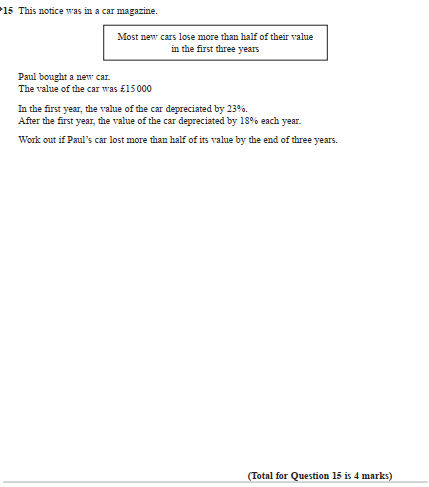 *15 This notice was in a car magazine.
Most new cars lose more than half of their value
in the first three years
Paul bought a new car.
The value of the car was £15 000
In the first year, the value of the car depreciated by 23%.
After the first year, the value of the car depreciated by 18% each year.
Work out if Paul's car lost more than half of its value by the end of three years.
(Total for Question 15 is 4 marks)